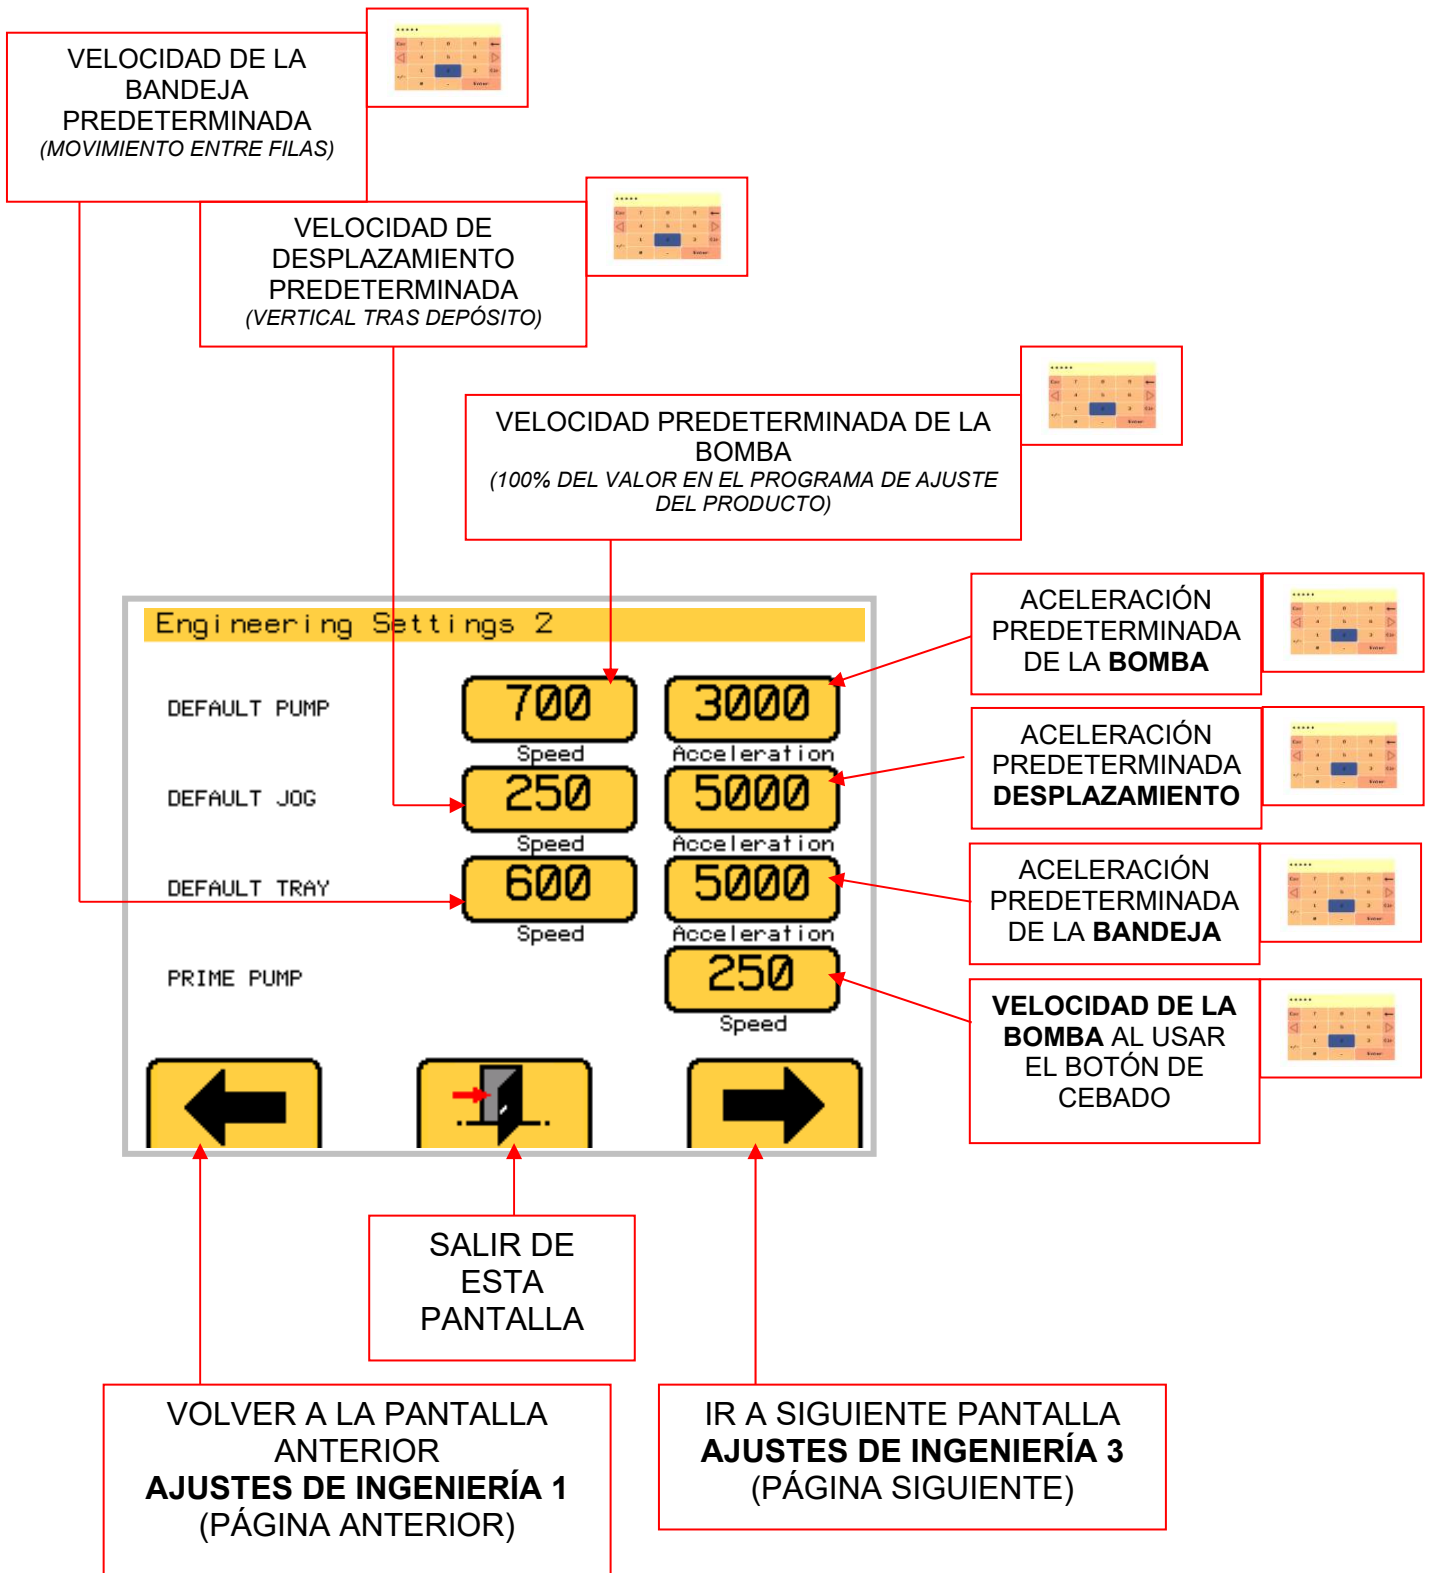 VELOCIDAD DE LA
BANDEJA
PREDETERMINADA
(MOVIMIENTO ENTRE FILAS)
VELOCIDAD DE
DESPLAZAMIENTO
PREDETERMINADA
(VERTICAL TRAS DEPÓSITO)
VELOCIDAD PREDETERMINADA DE LA
BOMBA
(100% DEL VALOR EN EL PROGRAMA DE AJUSTE
DEL PRODUCTO)
ACELERACIÓN
PREDETERMINADA
DE LA BOMBA
ACELERACIÓN
PREDETERMINADA
DESPLAZAMIENTO
ACELERACIÓN
PREDETERMINADA
DE LA BANDEJA
VELOCIDAD DE LA
BOMBA AL USAR
EL BOTÓN DE
CEBADO
Engineering Settings 2
DEFAULT PUMP
700
3000
Speed
Acceleration
DEFAULT JOG
250
5000
Speed
Acceleration
DEFAULT TRAY
600
5000
Speed
Acceleration
PRIME PUMP
250
Speed
SALIR DE
ESTA
PANTALLA
VOLVER A LA PANTALLA
ANTERIOR
AJUSTES DE INGENIERÍA 1
(PÁGINA ANTERIOR)
IR A SIGUIENTE PANTALLA
AJUSTES DE INGENIERÍA 3
(PÁGINA SIGUIENTE)